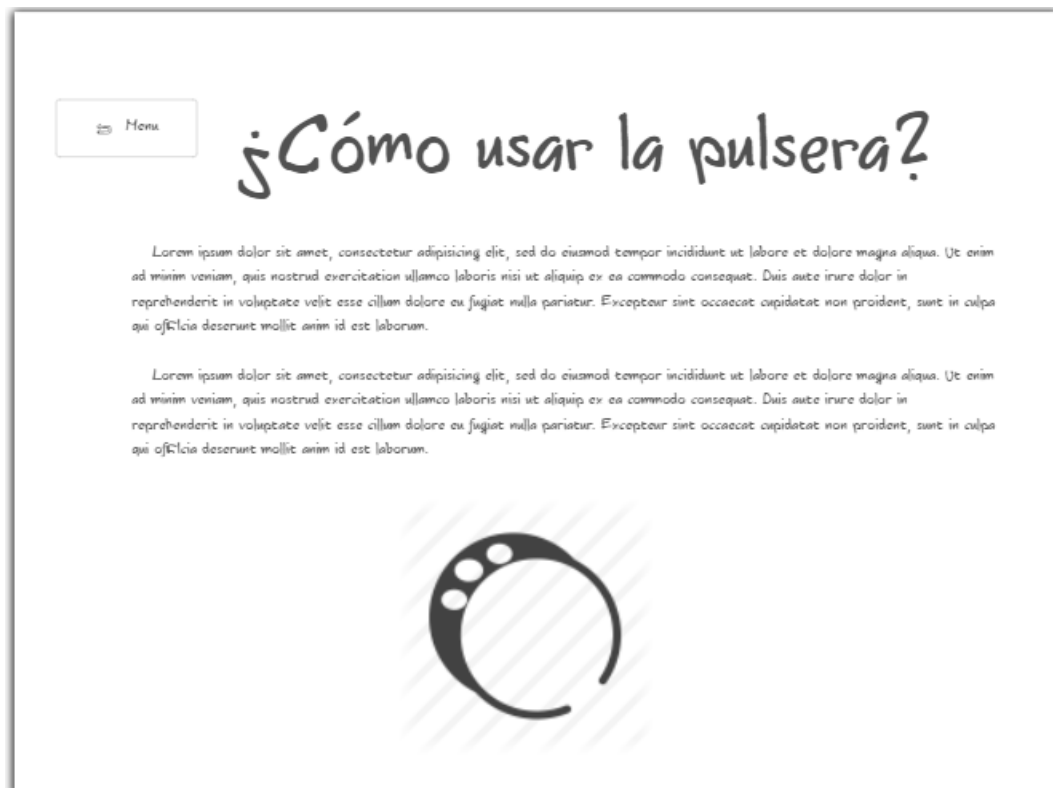 Menu
¿Cómo usar la pulsera?
Lorem ipsum dolor sit amet, consectetur adipisicing elit, sed do eiusmod tempor incididunt ut labore et dolore magna aliqua. Ut enim
ad minim veniam, quis nostrud exercitation ullamco laboris nisi ut aliquip ex ea commodo consequat. Duis aute irure dolor in
reprehenderit in voluptate velit esse cillum dolore eu fugiat nulla pariatur. Excepteur sint occaecat cupidatat non proident, sunt in culpa
qui officia deserunt mollit anim id est laborum.
Lorem ipsum dolor sit amet, consectetur adipisicing elit, sed do eiusmod tempor incididunt ut labore et dolore magna aliqua. Ut enim
ad minim veniam, quis nostrud exercitation ullamco laboris nisi ut aliquip ex ea commodo consequat. Duis aute irure dolor in
reprehenderit in voluptate velit esse cillum dolore eu fugiat nulla pariatur. Excepteur sint occaecat cupidatat non proident, sunt in culpa
qui officia deserunt mollit anim id est laborum.